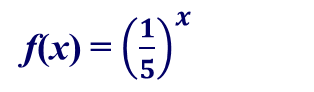 f(x) = (1/5)^x